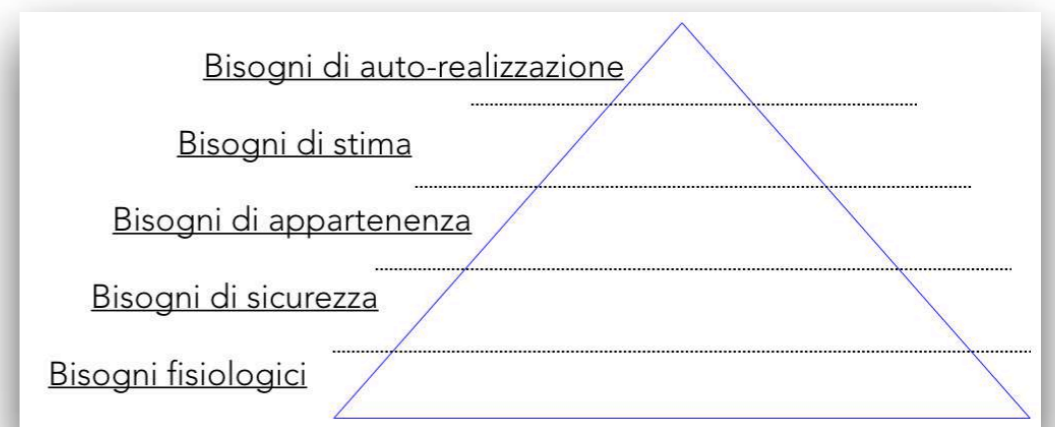 Bisogni di auto-realizzazione
Bisogni di stima
Bisogni di appartenenza
Bisogni di sicurezza
Bisogni fisiologici